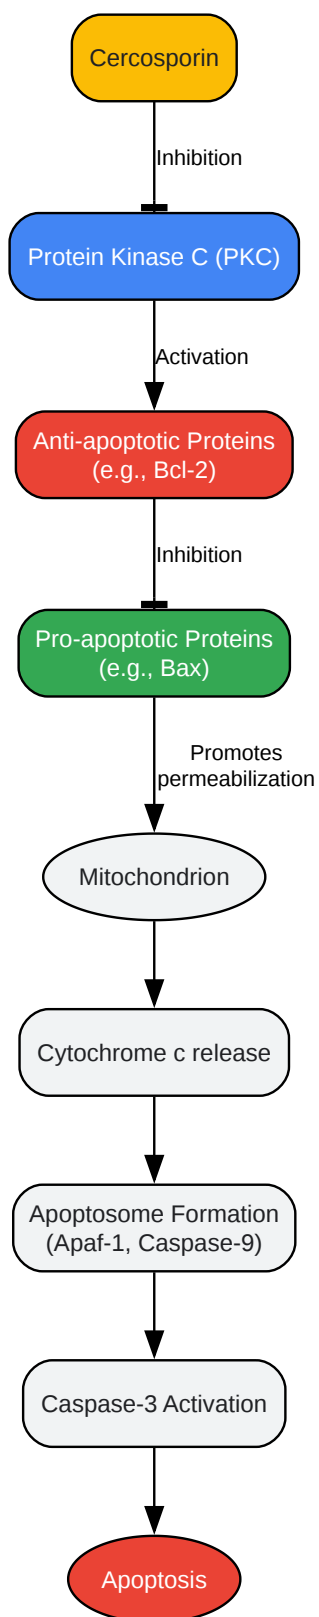 Cercosporin
Inhibition
Protein Kinase C (PKC)
Activation
Anti-apoptotic Proteins
(e.g., Bcl-2)
Inhibition
Pro-apoptotic Proteins
(e.g., Bax)
Promotes
permeabilization
Mitochondrion
Cytochrome c release
Apoptosome Formation
(Apaf-1, Caspase-9)
Caspase-3 Activation
Apoptosis